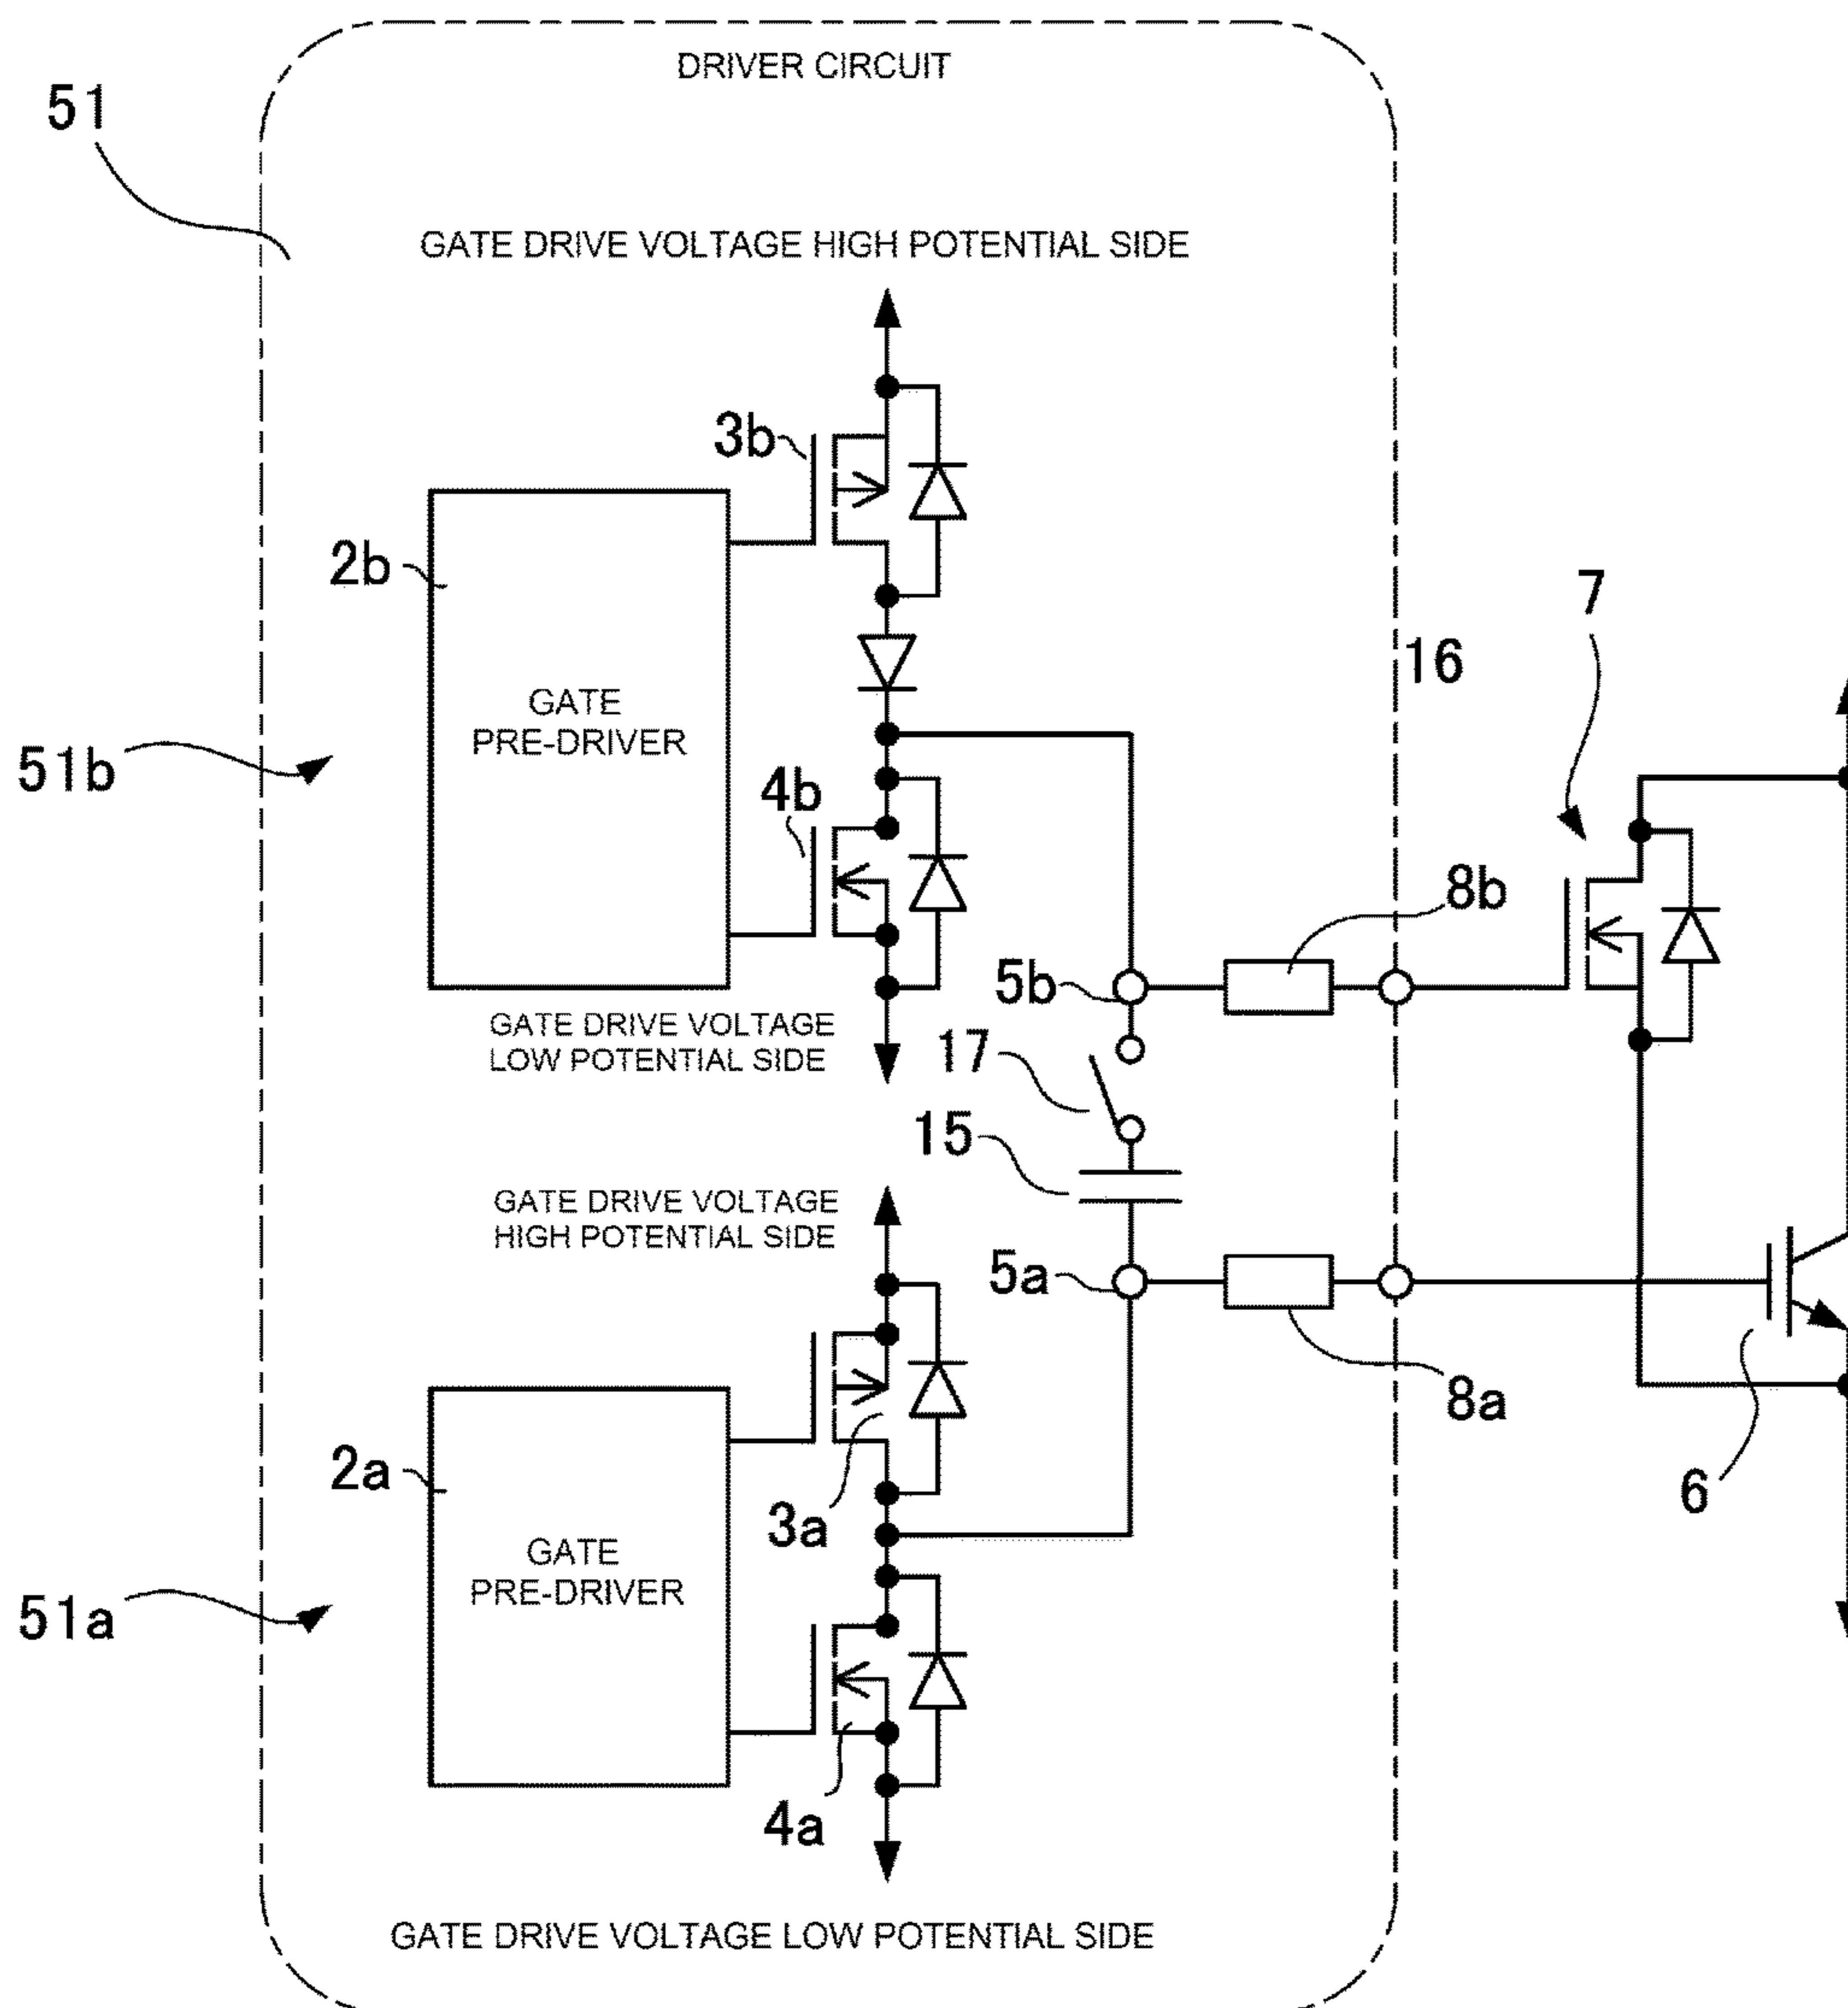 DRIVER CIRCUIT
51
GATE DRIVE VOLTAGE HIGH POTENTIAL SIDE
3b
2b
7
16
GATE
PRE-DRIVER
51b
4b
8b
5b
GATE DRIVE VOLTAGE
LOW POTENTIAL SIDE
17
15
GATE DRIVE VOLTAGE
HIGH POTENTIAL SIDE
5a
8a
2a
6
3a
GATE
PRE-DRIVER
51a
4a
GATE DRIVE VOLTAGE LOW POTENTIAL SIDE